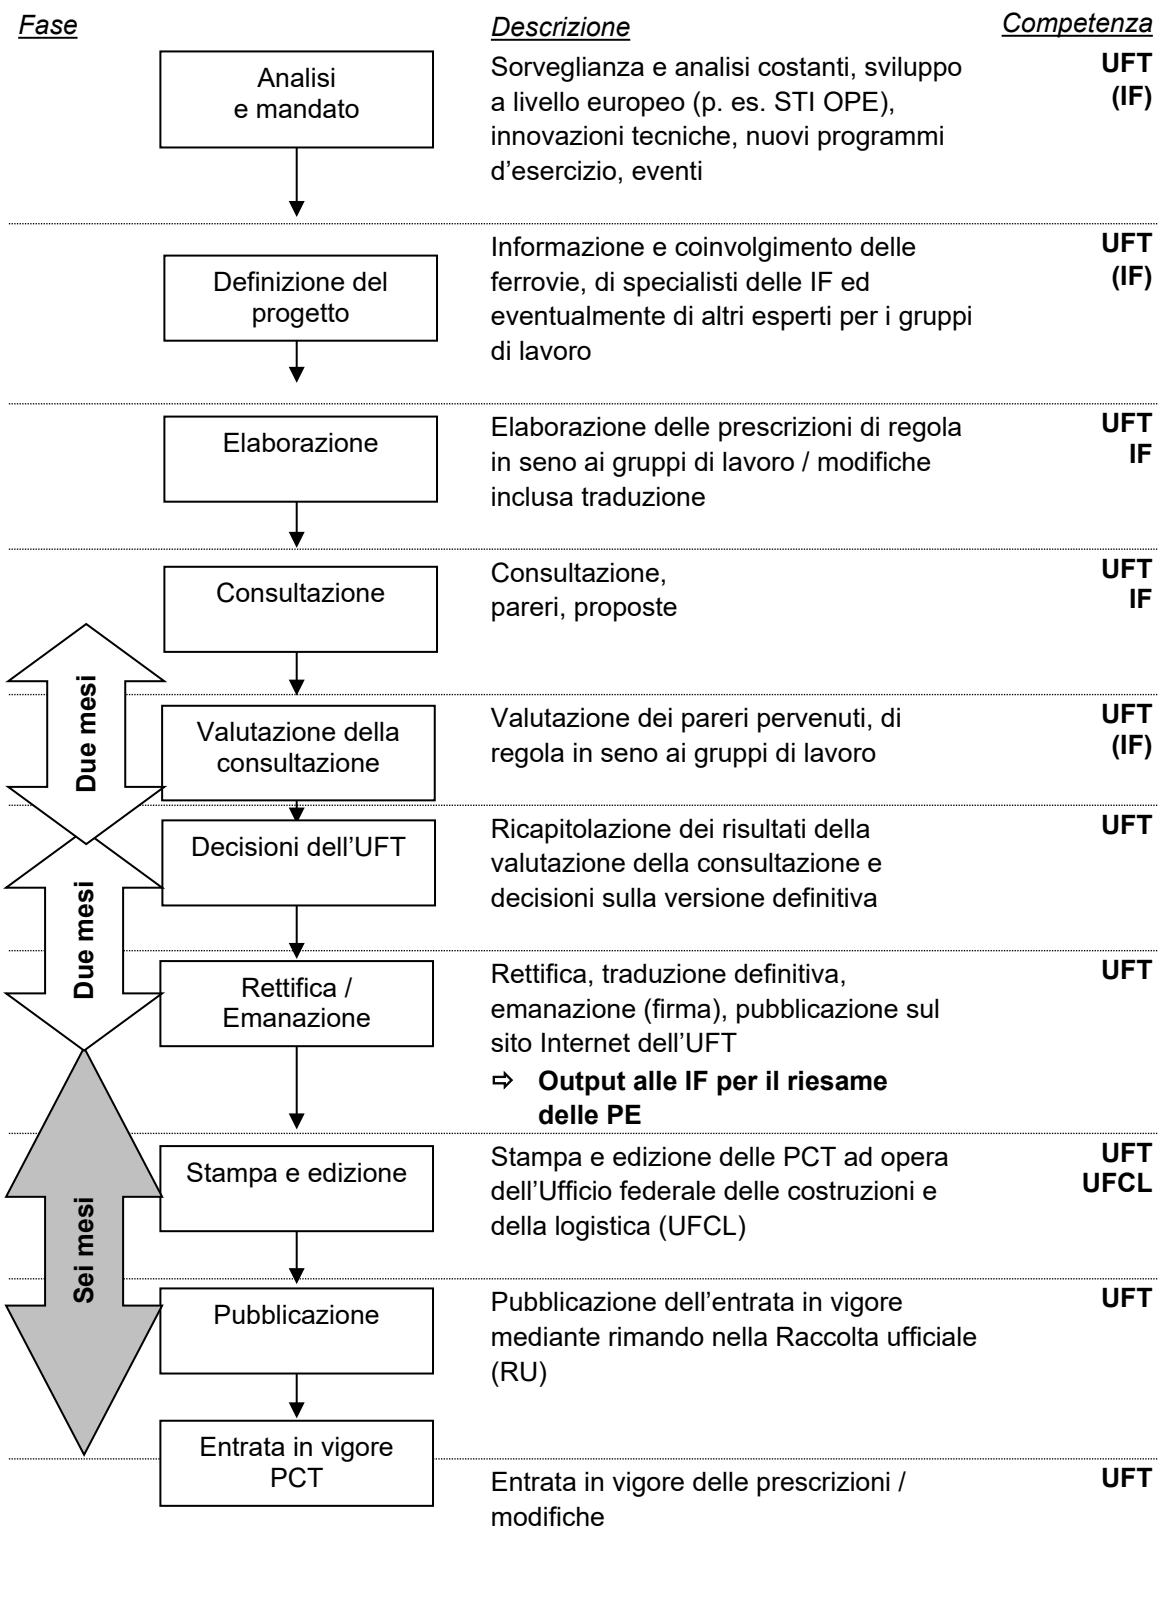 Fase
Descrizione
Competenza
Analisi
e mandato
Sorveglianza e analisi costanti, sviluppo
a livello europeo (p. es. STI OPE),
innovazioni tecniche, nuovi programmi
d’esercizio, eventi
UFT
(IF)
Definizione del
progetto
Informazione e coinvolgimento delle
ferrovie, di specialisti delle IF ed
eventualmente di altri esperti per i gruppi
di lavoro
UFT
(IF)
Elaborazione
Elaborazione delle prescrizioni di regola
in seno ai gruppi di lavoro / modifiche
inclusa traduzione
UFT
IF
Consultazione
Consultazione,
pareri, proposte
UFT
IF
Due mesi
Valutazione della
consultazione
Valutazione dei pareri pervenuti, di
regola in seno ai gruppi di lavoro
UFT
(IF)
Decisioni dell’UFT
Ricapitolazione dei risultati della
valutazione della consultazione e
decisioni sulla versione definitiva
UFT
Due mesi
Rettifica /
Emanazione
Rettifica, traduzione definitiva,
emanazione (firma), pubblicazione sul
sito Internet dell’UFT
⇨ Output alle IF per il riesame
delle PE
UFT
Stampa e edizione
Stampa e edizione delle PCT ad opera
dell’Ufficio federale delle costruzioni e
della logistica (UFCL)
UFT
UFCL
Sei mesi
Pubblicazione
Pubblicazione dell’entrata in vigore
mediante rimando nella Raccolta ufficiale
(RU)
UFT
Entrata in vigore
PCT
Entrata in vigore delle prescrizioni /
modifiche
UFT